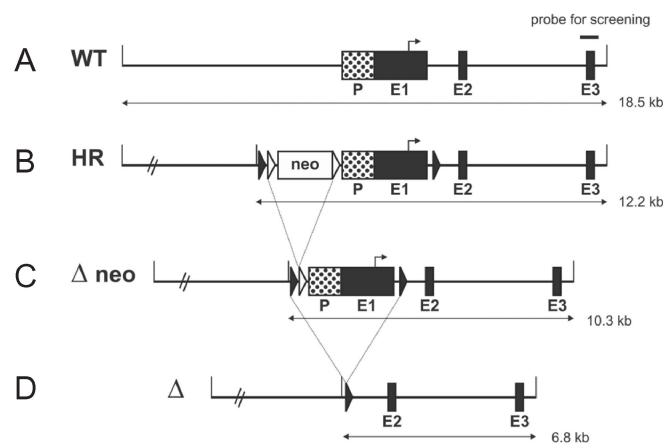 probe for screening
A WT
P E1 E2 E3
18.5 kb
B HR
neo
P E1 E2 E3
12.2 kb
C Δ neo
P E1 E2 E3
10.3 kb
D Δ
E2 E3
6.8 kb